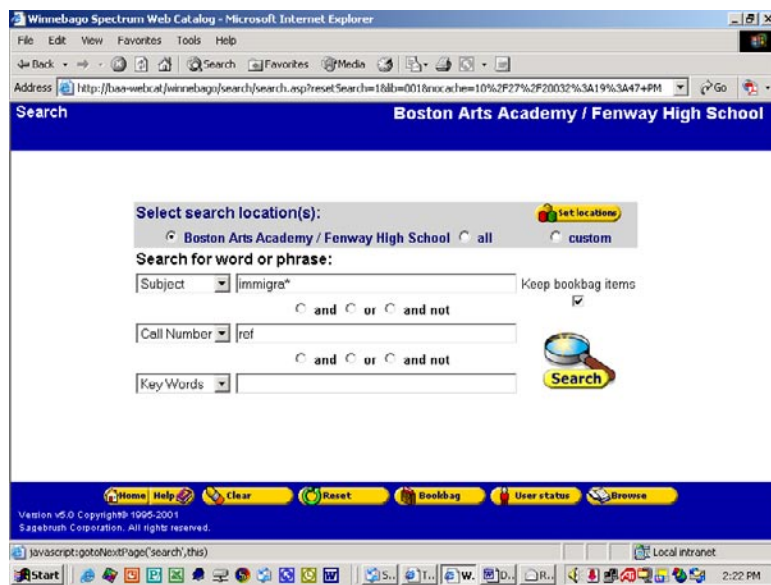 Winnebago Spectrum Web Catalog - Microsoft Internet Explorer
File Edit View Favorites Tools Help
Back Search Favorites Media
Address http://baa-webcat/winnebago/search/search.asp?resetSearch=1&lib=001&nocache=10%2F27%2F20032%3A19%3A47+PM Go
Search Boston Arts Academy / Fenway High School
Select search location(s): Set locations
Boston Arts Academy / Fenway High School all custom
Search for word or phrase:
Subject immigra* Keep bookbag items
and or and not
Call Number ref
and or and not
Key Words Search
Home Help Clear Reset Bookbag User status Browse
Version v5.0 Copyright© 1995-2001
Sagebrush Corporation. All rights reserved.
javascript:gotoNextPage('search',this) Local intranet
Start S.. T.. W. D.. R.. 2:22 PM